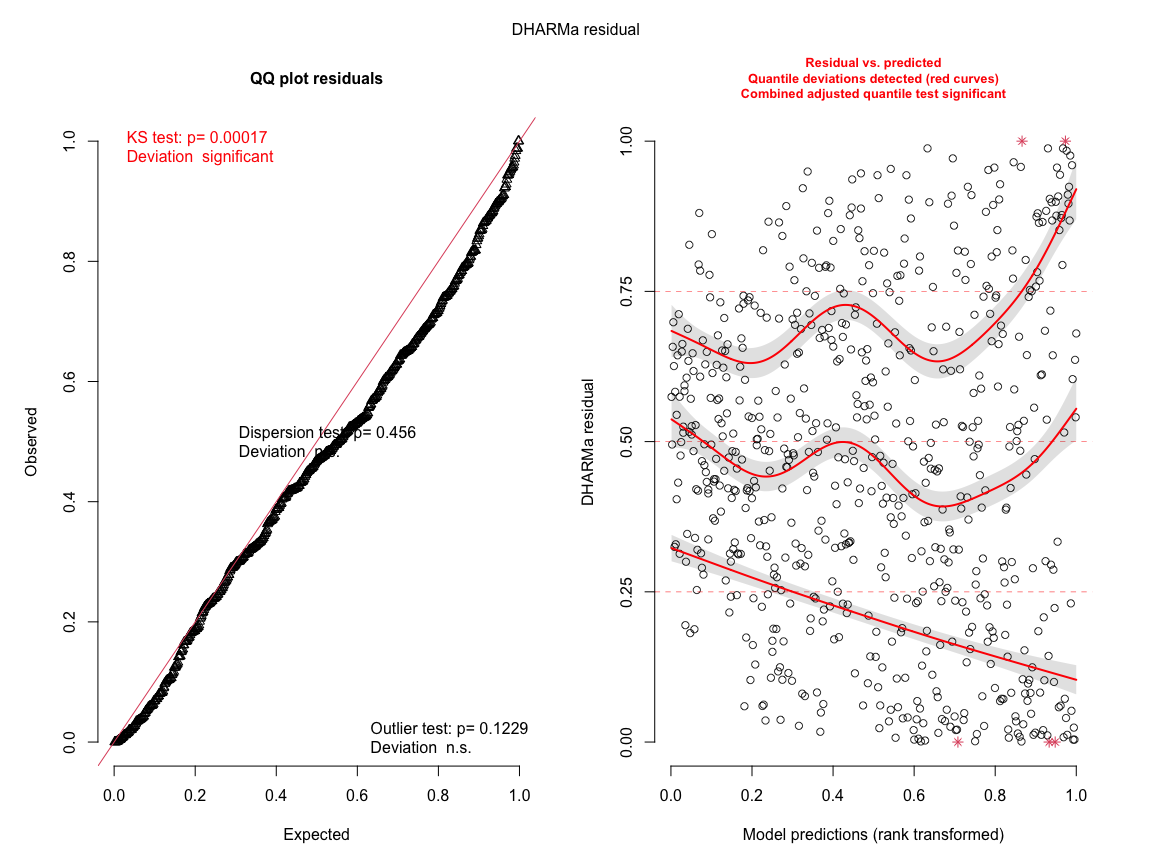 DHARMa residual
QQ plot residuals
KS test: p= 0.00017
Deviation  significant
Dispersion test: p= 0.456
Deviation  n.s.
Outlier test: p= 0.1229
Deviation  n.s.
Observed
0.0
0.2
0.4
0.6
0.8
1.0
0.0
0.2
0.4
0.6
0.8
1.0
Expected
Residual vs. predicted
Quantile deviations detected (red curves)
Combined adjusted quantile test significant
DHARMa residual
0.00
0.25
0.50
0.75
1.00
0.0
0.2
0.4
0.6
0.8
1.0
Model predictions (rank transformed)